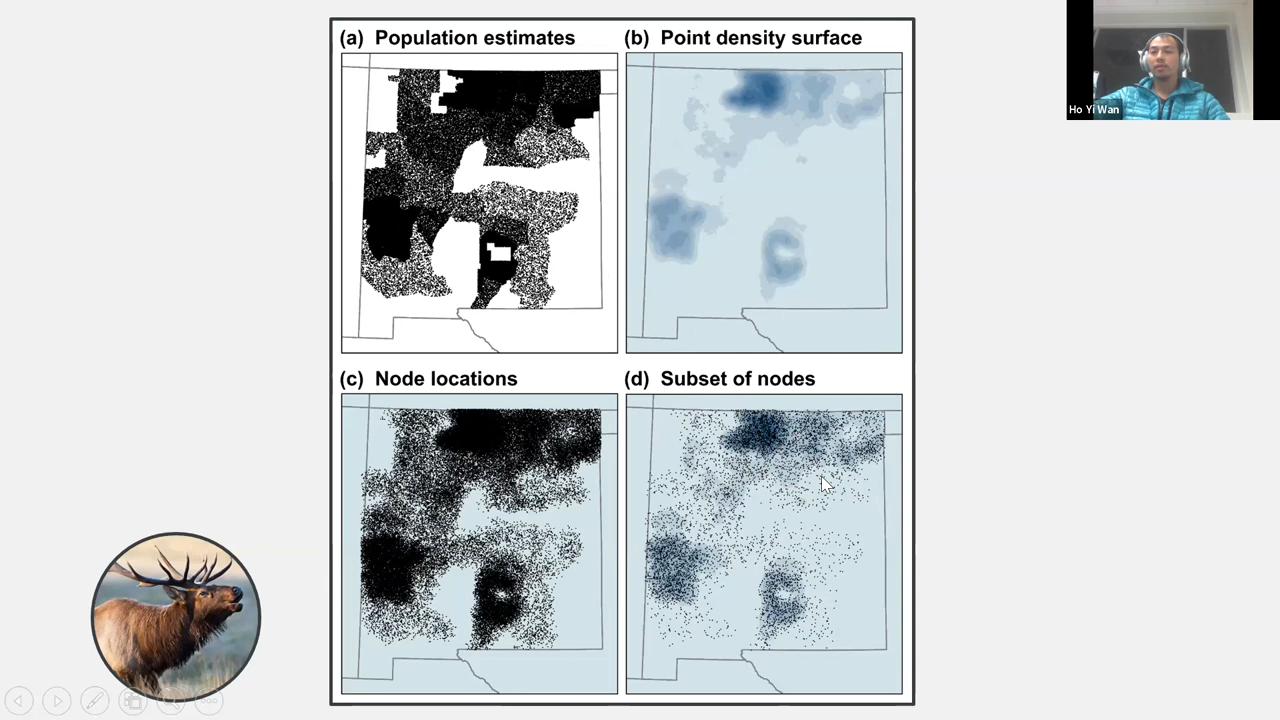 (a) Population estimates
(b) Point density surface
(c) Node locations
(d) Subset of nodes
Ho Yi Wan